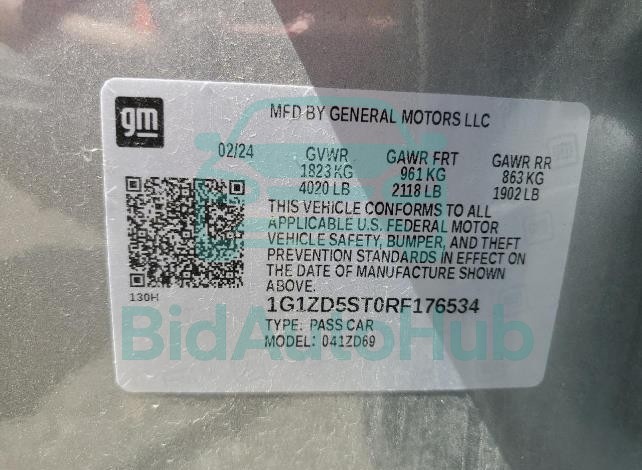 gm
MFD BY GENERAL MOTORS LLC
02/24 GVWR GAWR FRT GAWR RR
1823 KG 961 KG 863 KG
4020 LB 2118 LB 1902 LB
THIS VEHICLE CONFORMS TO ALL
APPLICABLE U.S. FEDERAL MOTOR
VEHICLE SAFETY, BUMPER, AND THEFT
PREVENTION STANDARDS IN EFFECT ON
THE DATE OF MANUFACTURE SHOWN
ABOVE.
130H
1G1ZD5ST0RF176534
TYPE: PASS CAR
MODEL: 041ZD69
BidAutoHub